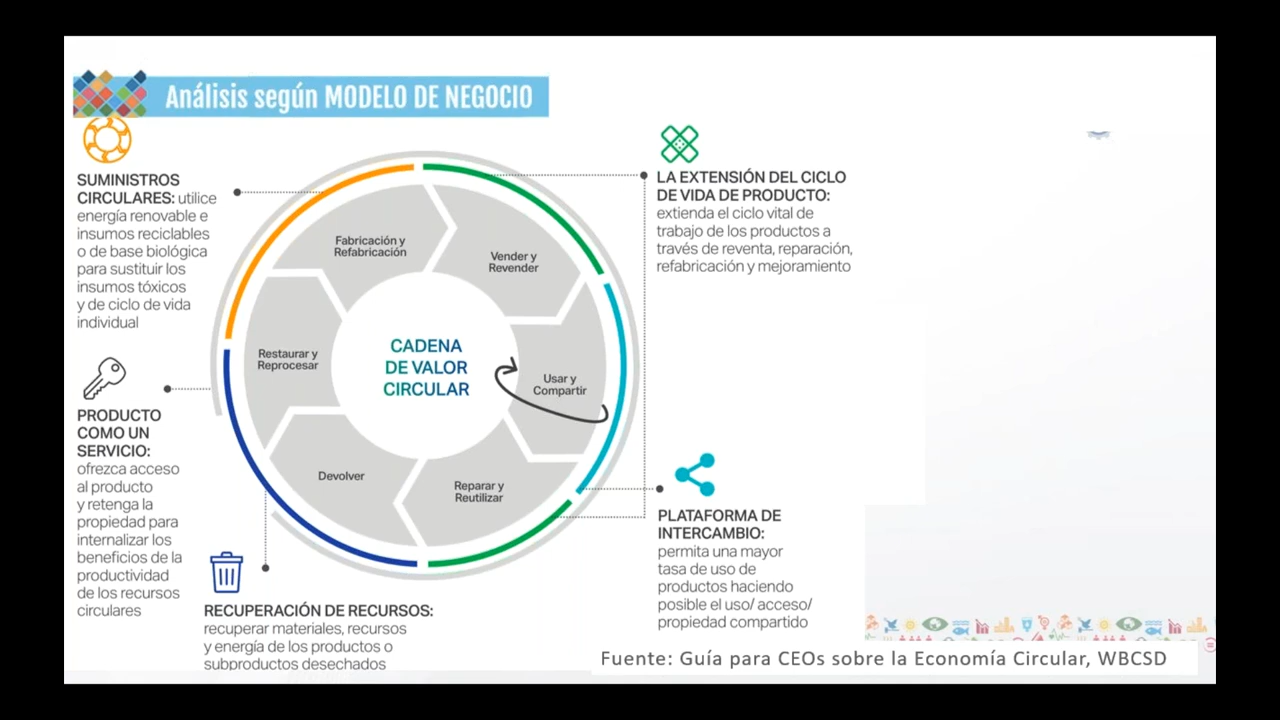 Análisis según MODELO DE NEGOCIO
SUMINISTROS
CIRCULARES: utilice
energía renovable e
insumos reciclables
o de base biológica
para sustituir los
insumos tóxicos
y de ciclo de vida
individual
PRODUCTO
COMO UN
SERVICIO:
ofrezca acceso
al producto
y retenga la
propiedad para
internalizar los
beneficios de la
productividad
de los recursos
circulares
Fabricación y
Refabricación
Vender y
Revender
Restaurar y
Reprocesar
CADENA
DE VALOR
CIRCULAR
Usar y
Compartir
Devolver
Reparar y
Reutilizar
LA EXTENSIÓN DEL CICLO
DE VIDA DE PRODUCTO:
extienda el ciclo vital de
trabajo de los productos a
través de reventa, reparación,
refabricación y mejoramiento
PLATAFORMA DE
INTERCAMBIO:
permita una mayor
tasa de uso de
productos haciendo
posible el uso/ acceso/
propiedad compartido
RECUPERACIÓN DE RECURSOS:
recuperar materiales, recursos
y energía de los productos o
subproductos desechados
Fuente: Guía para CEOs sobre la Economía Circular, WBCSD